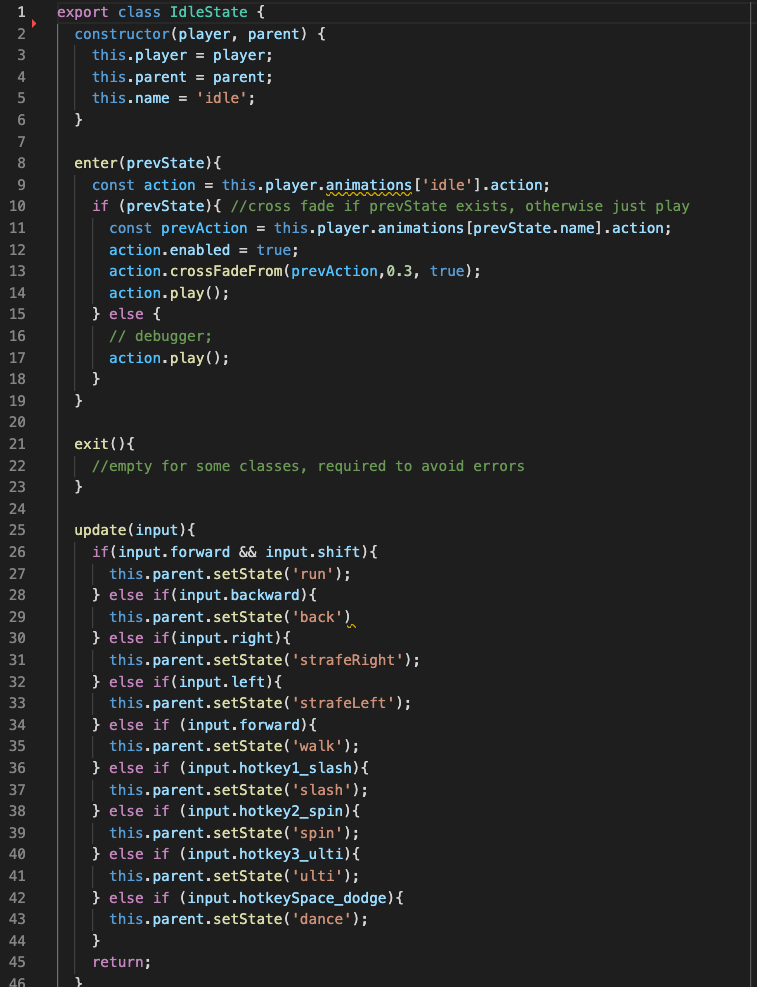 1 export class IdleState {
2 constructor(player, parent) {
3 this.player = player;
4 this.parent = parent;
5 this.name = 'idle';
6 }
7
8 enter(prevState){
9 const action = this.player.animations['idle'].action;
10 if (prevState){ //cross fade if prevState exists, otherwise just play
11 const prevAction = this.player.animations[prevState.name].action;
12 action.enabled = true;
13 action.crossFadeFrom(prevAction,0.3, true);
14 action.play();
15 } else {
16 // debugger;
17 action.play();
18 }
19 }
20
21 exit(){
22 //empty for some classes, required to avoid errors
23 }
24
25 update(input){
26 if(input.forward && input.shift){
27 this.parent.setState('run');
28 } else if(input.backward){
29 this.parent.setState('back')
30 } else if(input.right){
31 this.parent.setState('strafeRight');
32 } else if(input.left){
33 this.parent.setState('strafeLeft');
34 } else if (input.forward){
35 this.parent.setState('walk');
36 } else if (input.hotkey1_slash){
37 this.parent.setState('slash');
38 } else if (input.hotkey2_spin){
39 this.parent.setState('spin');
40 } else if (input.hotkey3_ulti){
41 this.parent.setState('ulti');
42 } else if (input.hotkeySpace_dodge){
43 this.parent.setState('dance');
44 }
45 return;
46 }